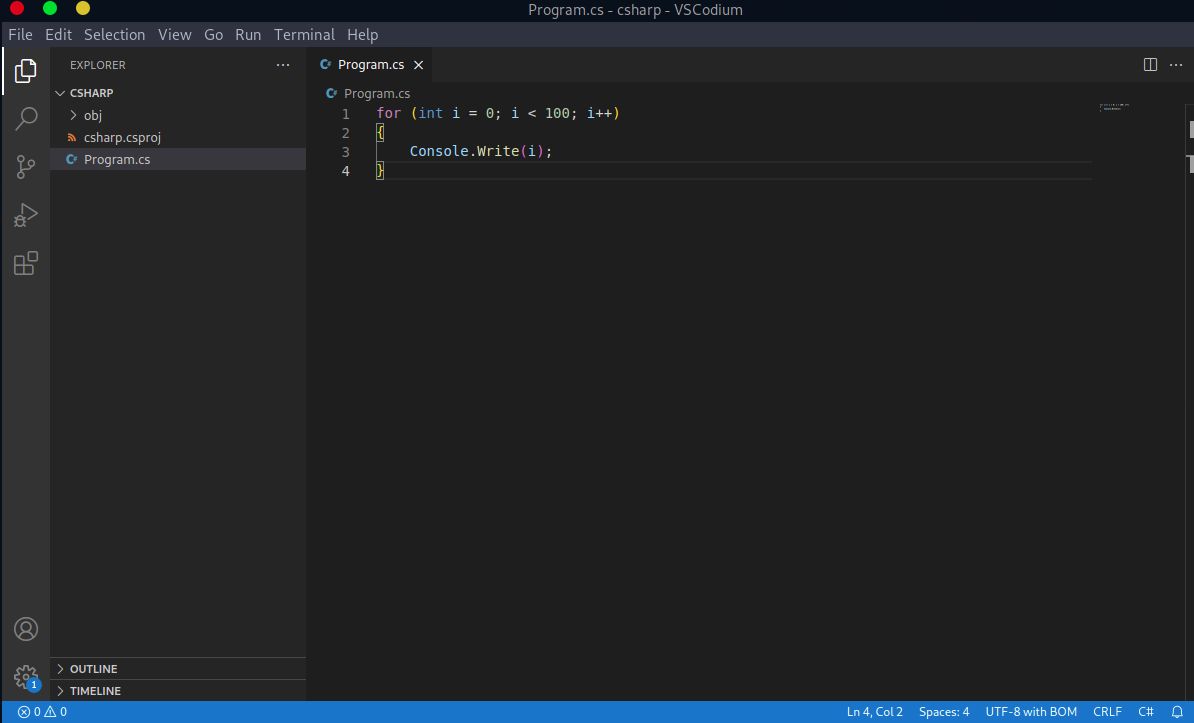 Program.cs - csharp - VSCodium
File Edit Selection View Go Run Terminal Help
EXPLORER
CSHARP
obj
csharp.csproj
C# Program.cs
OUTLINE
TIMELINE
C# Program.cs
C# Program.cs
1 for (int i = 0; i < 100; i++)
2 {
3     Console.Write(i);
4 }
1
0 0
Ln 4, Col 2 Spaces: 4 UTF-8 with BOM CRLF C#